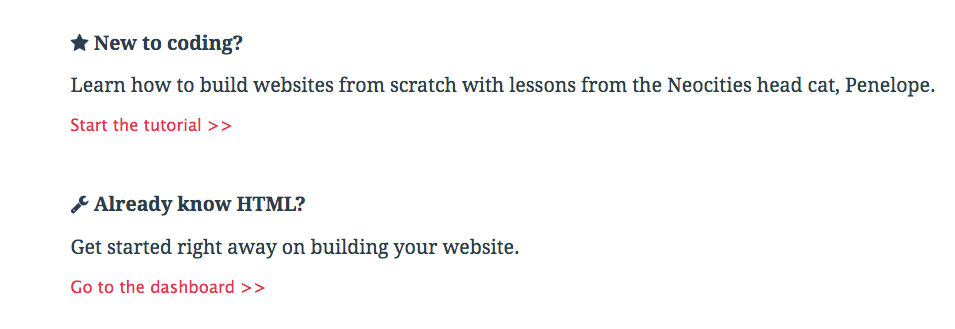 New to coding?
Learn how to build websites from scratch with lessons from the Neocities head cat, Penelope.
Start the tutorial >>
Already know HTML?
Get started right away on building your website.
Go to the dashboard >>